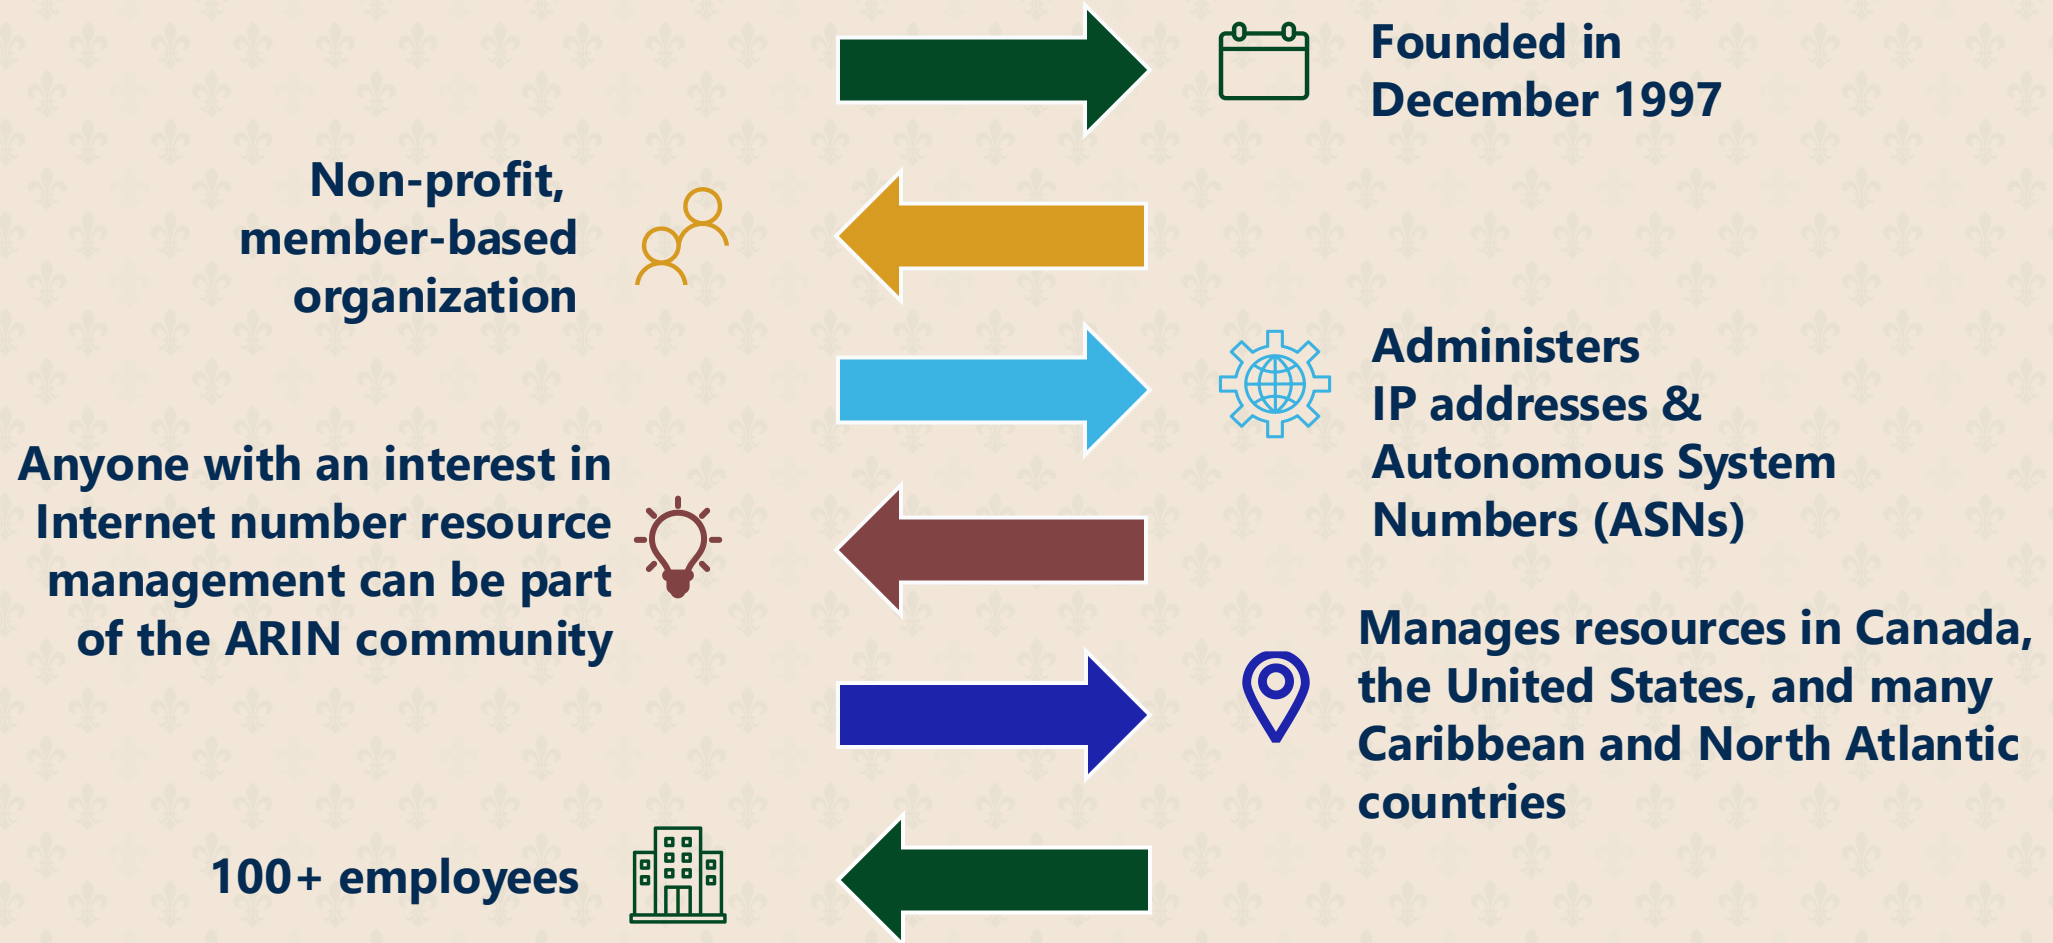 Founded in
December 1997
Non-profit,
member-based
organization
Administers
IP addresses &
Autonomous System
Numbers (ASNs)
Anyone with an interest in
Internet number resource
management can be part
of the ARIN community
Manages resources in Canada,
the United States, and many
Caribbean and North Atlantic
countries
100+ employees